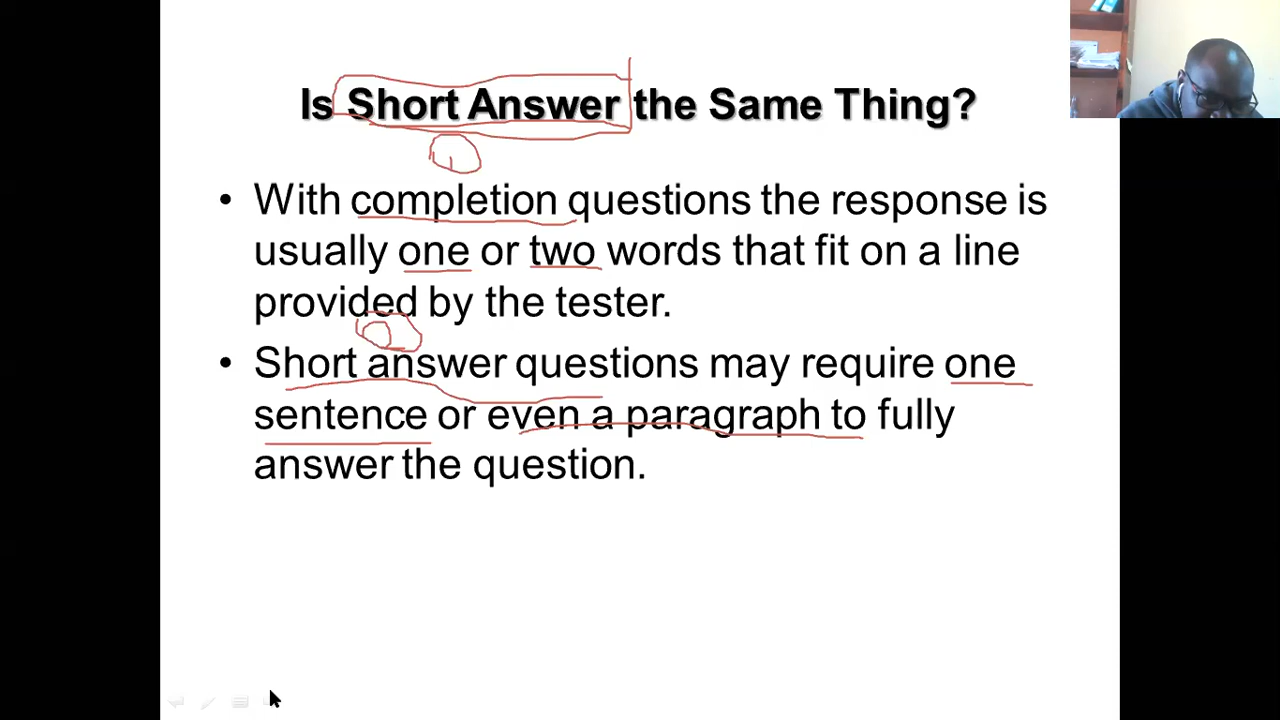 Is Short Answer the Same Thing?
• With completion questions the response is
usually one or two words that fit on a line
provided by the tester.
• Short answer questions may require one
sentence or even a paragraph to fully
answer the question.